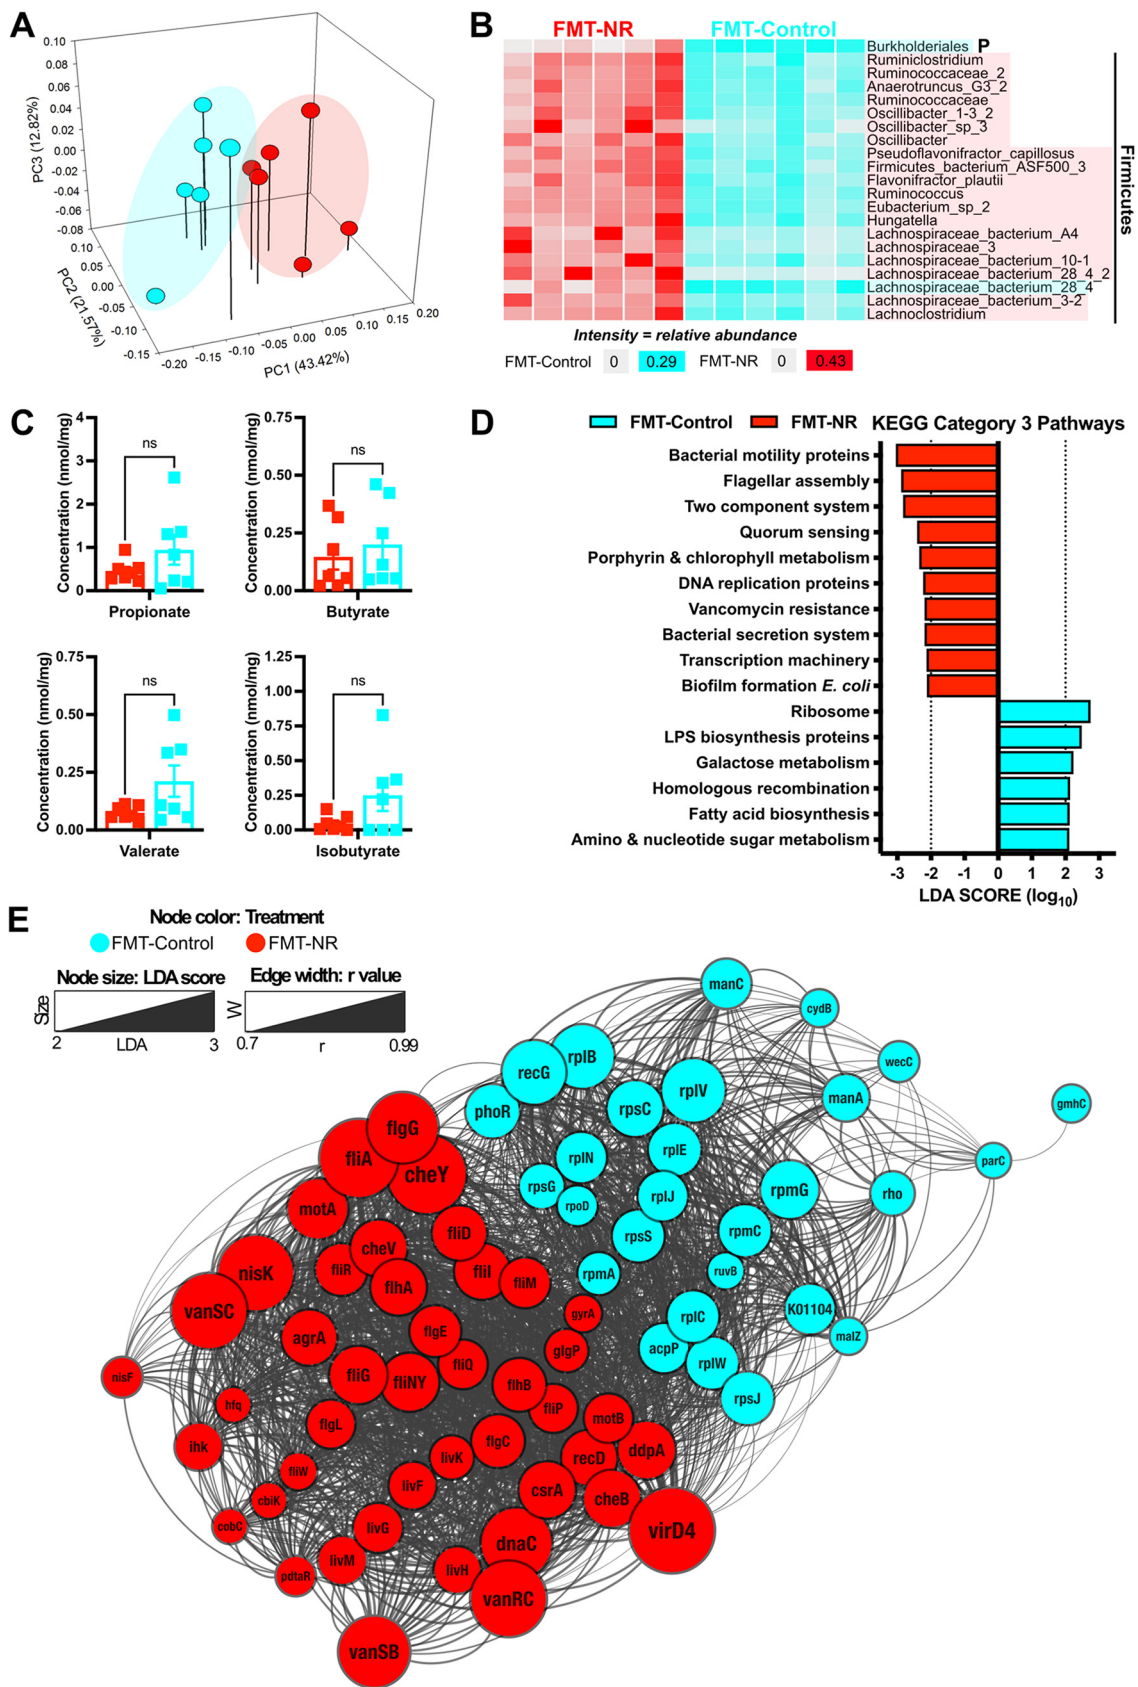 A
0.10
0.08
0.06
0.04
0.02
0.00
-0.02
-0.04
-0.06
-0.08
PC3 (12.82%)
0.10
0.05
0.00
-0.05
-0.10
-0.15
PC2 (21.57%)
-0.20
-0.15
-0.10
-0.05
0.00
0.05
0.10
0.15
0.20
PC1 (43.42%)
B
FMT-NR FMT-Control
Burkholderiales P
Ruminiclostridium
Ruminococcaceae_2
Anaerotruncus_G3_2
Ruminococcaceae
Oscillibacter_1-3_2
Oscillibacter_sp_3
Oscillibacter
Pseudoflavonifractor_capillosus
Firmicutes_bacterium_ASF500_3
Flavonifractor_plautii
Ruminococcus
Eubacterium_sp_2
Hungatella
Lachnospiraceae_bacterium_A4
Lachnospiraceae_3
Lachnospiraceae_bacterium_10-1
Lachnospiraceae_bacterium_28_4_2
Lachnospiraceae_bacterium_28_4
Lachnospiraceae_bacterium_3-2
Lachnoclostridium
Firmicutes
Intensity = relative abundance
FMT-Control 0 0.29 FMT-NR 0 0.43
C
Concentration (nmol/mg)
4
3
2
1
0
ns
Propionate
Concentration (nmol/mg)
0.75
0.50
0.25
0.00
ns
Butyrate
Concentration (nmol/mg)
0.75
0.50
0.25
0.00
ns
Valerate
Concentration (nmol/mg)
1.25
1.00
0.75
0.50
0.25
0.00
ns
Isobutyrate
D
FMT-Control FMT-NR KEGG Category 3 Pathways
Bacterial motility proteins
Flagellar assembly
Two component system
Quorum sensing
Porphyrin & chlorophyll metabolism
DNA replication proteins
Vancomycin resistance
Bacterial secretion system
Transcription machinery
Biofilm formation E. coli
Ribosome
LPS biosynthesis proteins
Galactose metabolism
Homologous recombination
Fatty acid biosynthesis
Amino & nucleotide sugar metabolism
-3 -2 -1 0 1 2 3
LDA SCORE (log10)
E
Node color: Treatment
FMT-Control FMT-NR
Node size: LDA score
Size
2 LDA 3
Edge width: r value
W
0.7 r 0.99
manC
cydB
wecC
gmhC
rplB
recG
rplV
manA
phoR
rpsC
flgG
fliA
cheY
rplN
rplE
parC
rpsG
rpoD
rplJ
rpmG
rho
motA
fliD
rpsS
rpmC
cheV
nisK
fliR
fliI
fliM
flhA
rpmA
ruvB
vanSC
gyrA
K01104
rplC
malZ
agrA
flgE
glgP
acpP
rplW
nisF
fliG
fliNY
fliQ
flhB
rpsJ
hfq
fliP
motB
flgL
ihk
flgC
livK
recD
ddpA
fliW
livF
csrA
cheB
cbiK
cobC
livG
dnaC
virD4
livM
livH
pdtaR
vanRC
vanSB